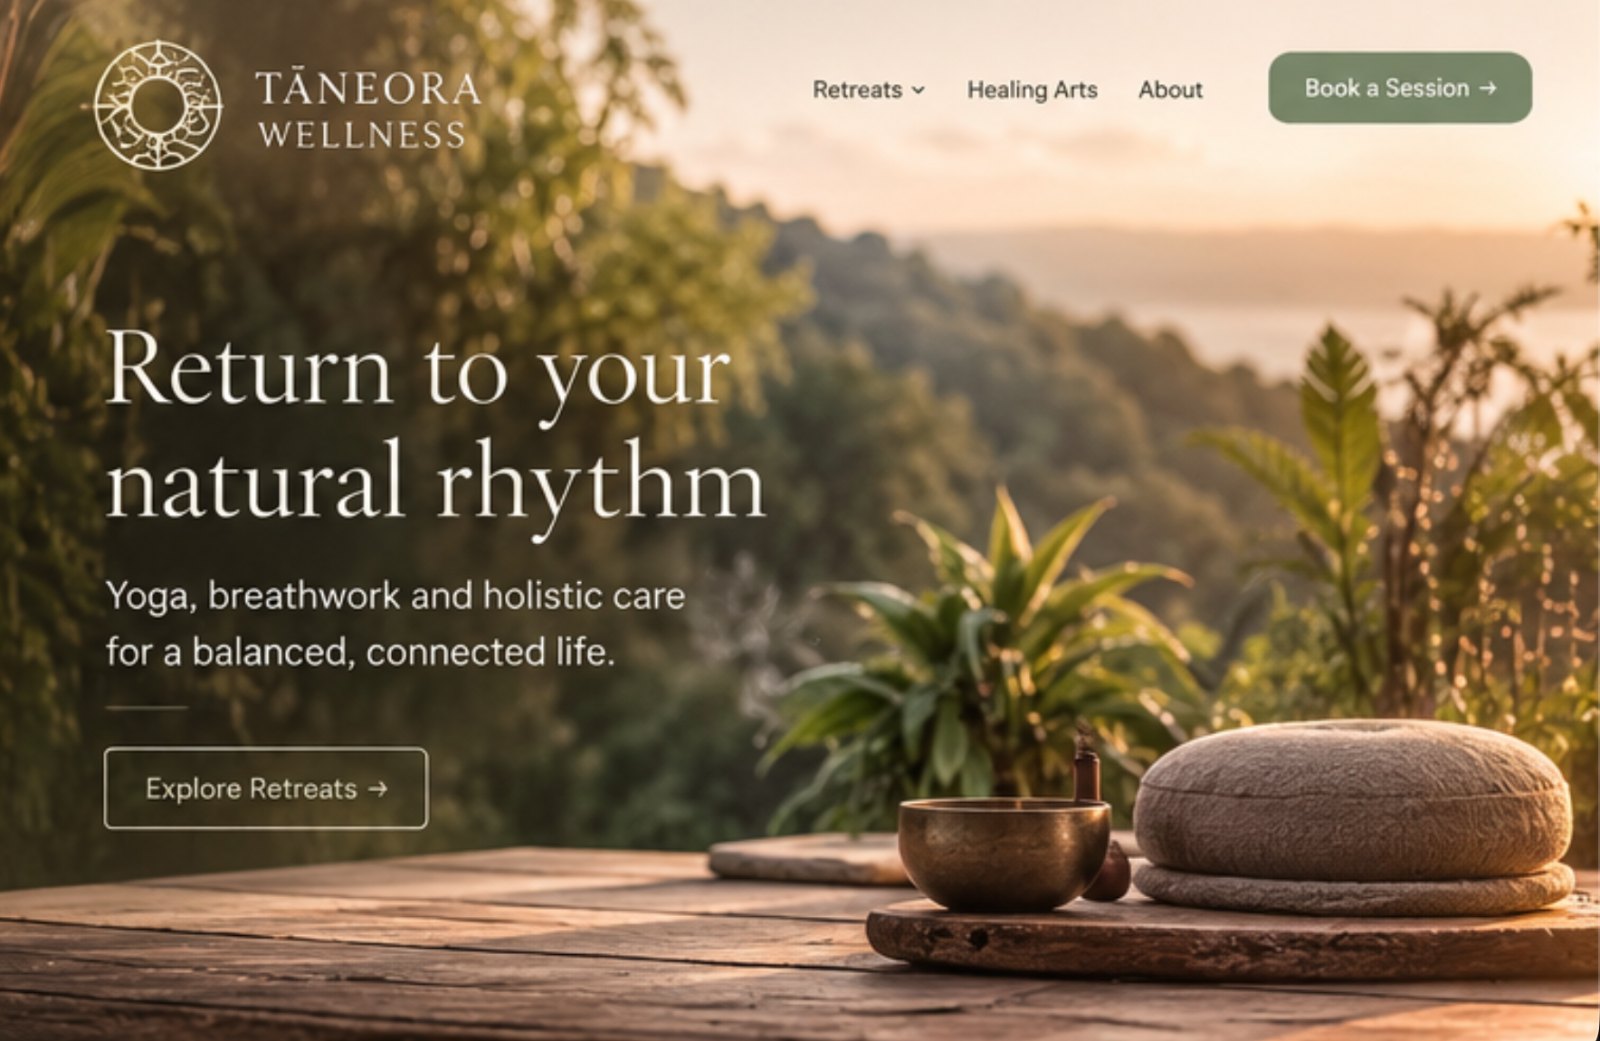 TĀNEORA
WELLNESS
Retreats
Healing Arts
About
Book a Session →
Return to your
natural rhythm
Yoga, breathwork and holistic care
for a balanced, connected life.
Explore Retreats →